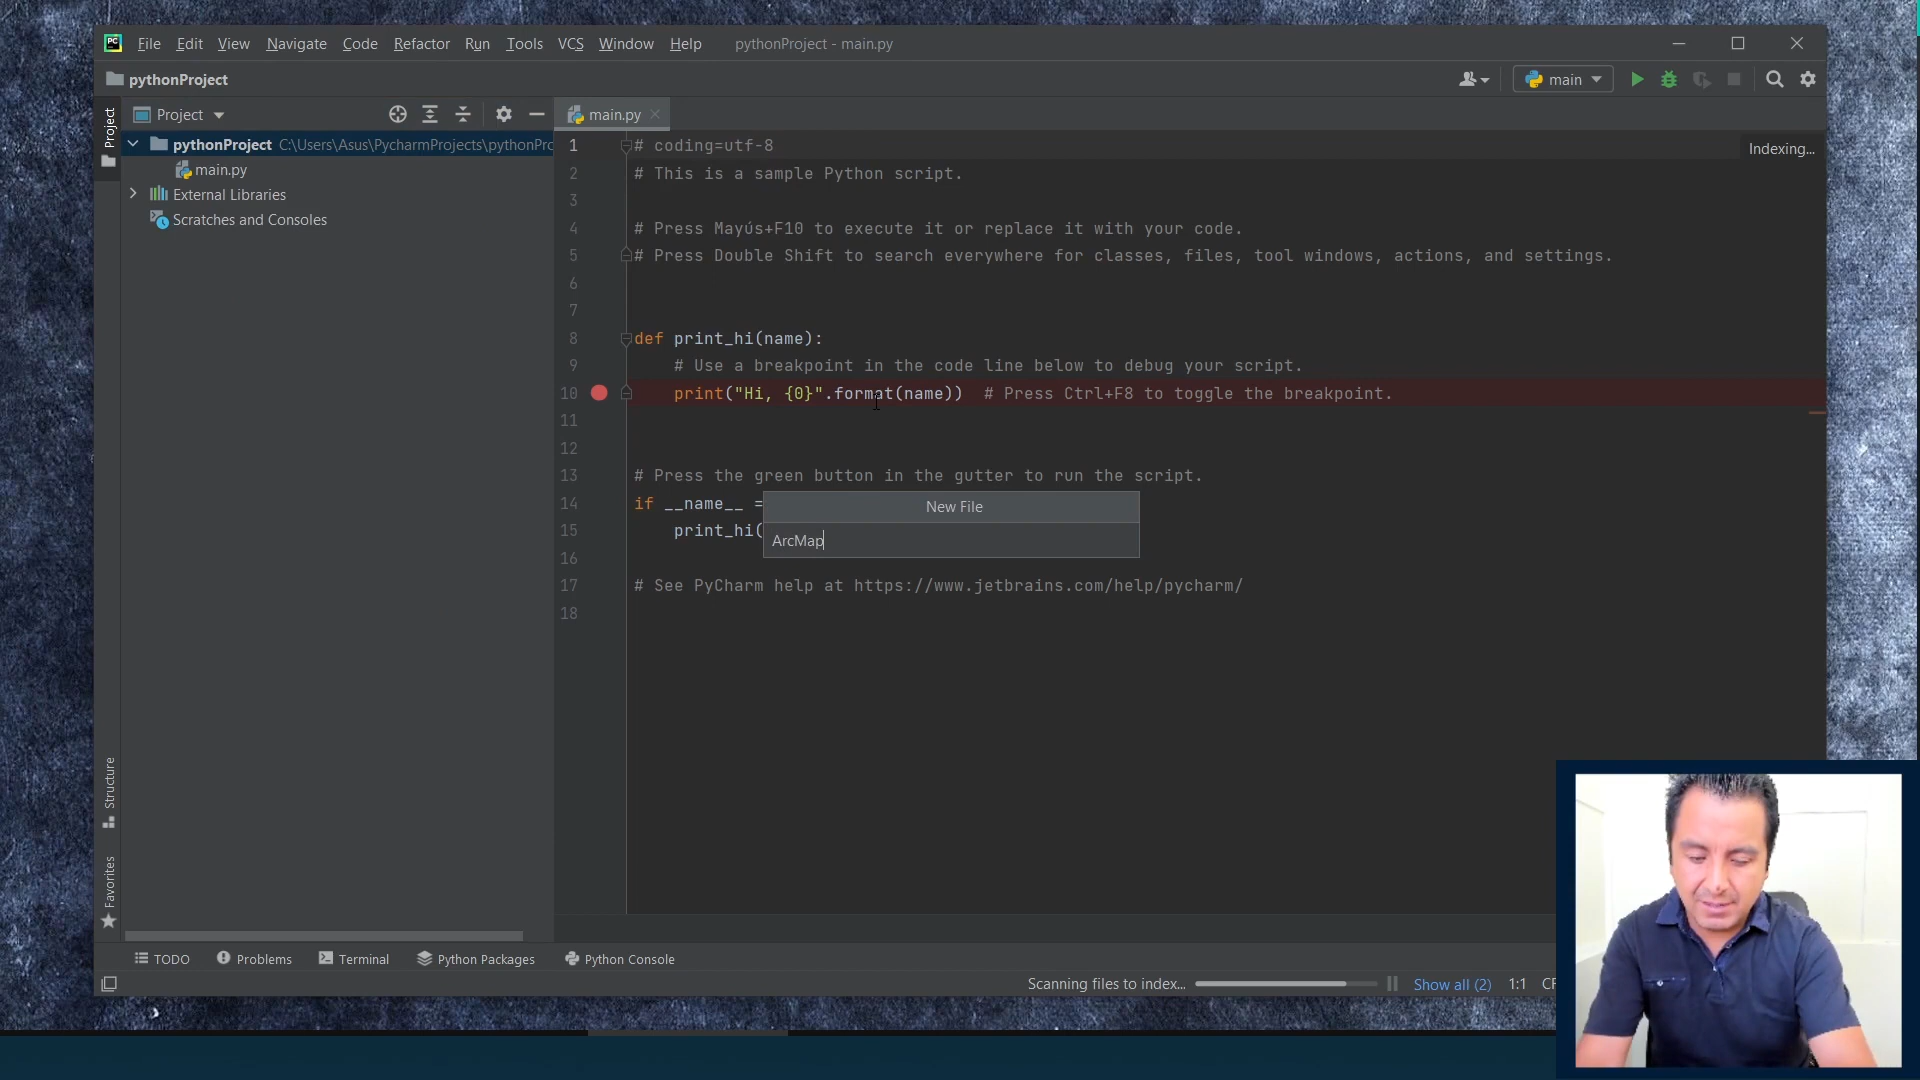 PC File Edit View Navigate Code Refactor Run Tools VCS Window Help pythonProject - main.py
pythonProject
main
Project
Project
main.py
pythonProject C:\Users\Asus\PycharmProjects\pythonPro
main.py
External Libraries
Scratches and Consoles
Indexing...
1 # coding=utf-8
2 # This is a sample Python script.
3
4 # Press Mayús+F10 to execute it or replace it with your code.
5 # Press Double Shift to search everywhere for classes, files, tool windows, actions, and settings.
6
7
8 def print_hi(name):
9 # Use a breakpoint in the code line below to debug your script.
10 print("Hi, {0}".format(name)) # Press Ctrl+F8 to toggle the breakpoint.
11
12
13 # Press the green button in the gutter to run the script.
14 if __name__ =
15 print_hi(
16
17 # See PyCharm help at https://www.jetbrains.com/help/pycharm/
18
New File
ArcMap
Structure
Favorites
TODO Problems Terminal Python Packages Python Console
Scanning files to index... Show all (2) 1:1 CF